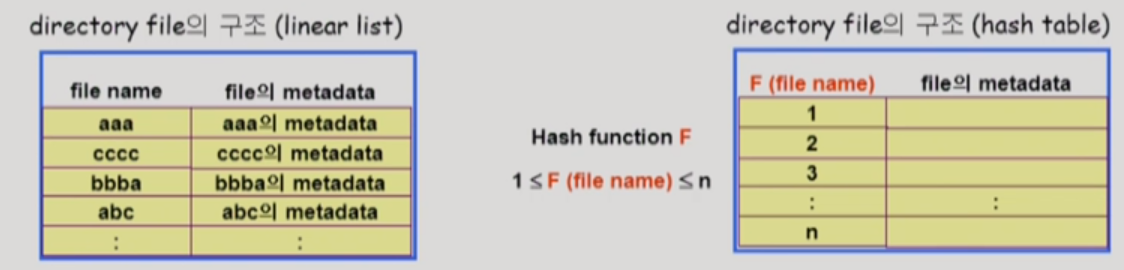 directory file의 구조 (linear list)
file name file의 metadata
aaa aaa의 metadata
cccc cccc의 metadata
bbba bbba의 metadata
abc abc의 metadata
: :
Hash function F
1 ≤ F (file name) ≤ n
directory file의 구조 (hash table)
F (file name) file의 metadata
1
2
3
: :
n